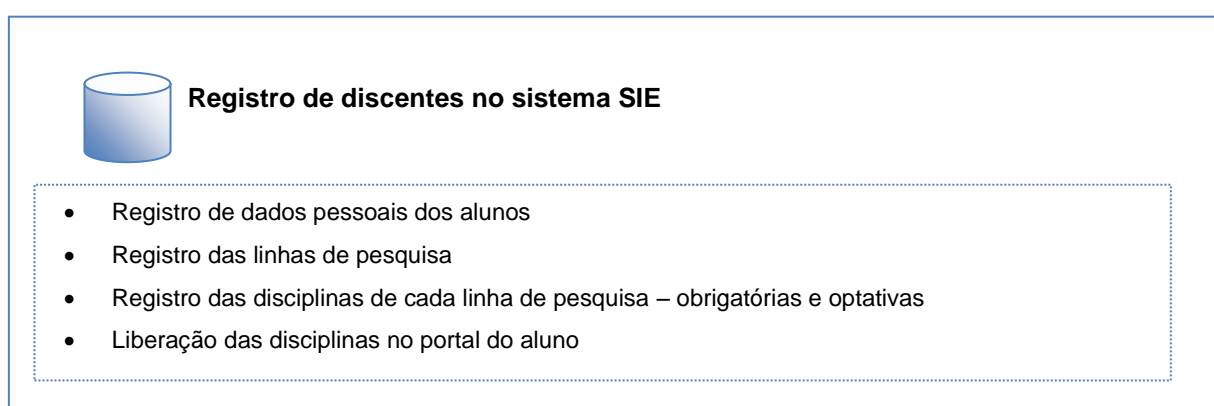 Registro de discentes no sistema SIE
• Registro de dados pessoais dos alunos
• Registro das linhas de pesquisa
• Registro das disciplinas de cada linha de pesquisa – obrigatórias e optativas
• Liberação das disciplinas no portal do aluno